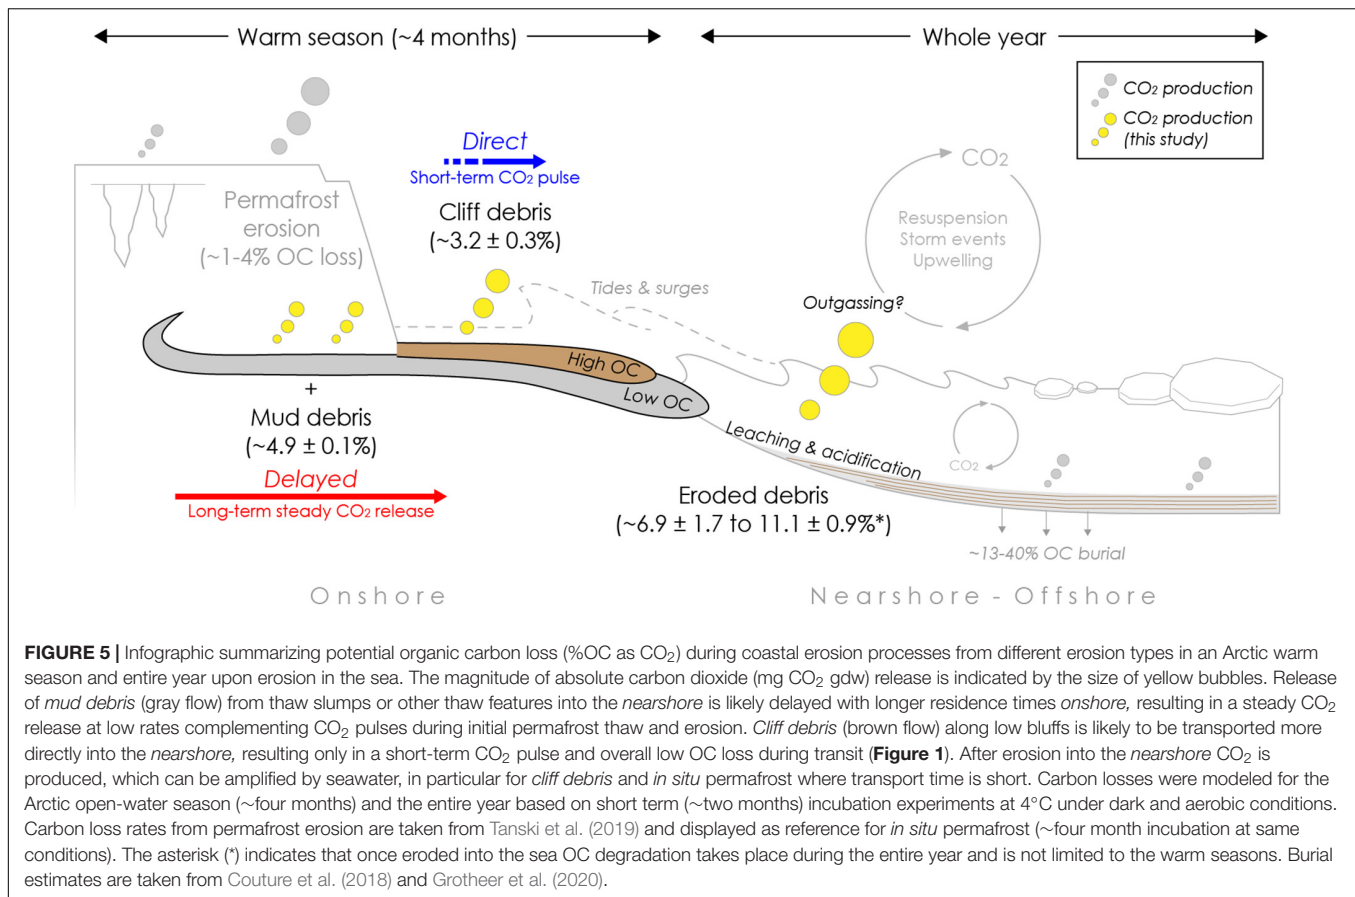 Warm season (~4 months)
Whole year
CO2 production
CO2 production
(this study)
Direct
Short-term CO2 pulse
Cliff debris
(~3.2 ± 0.3%)
Permafrost
erosion
(~1-4% OC loss)
CO2
Resuspension
Storm events
Upwelling
Tides & surges
Outgassing?
High OC
Low OC
+
Mud debris
(~4.9 ± 0.1%)
Delayed
Long-term steady CO2 release
Leaching & acidification
CO2
Eroded debris
(~6.9 ± 1.7 to 11.1 ± 0.9%*)
~13-40% OC burial
Onshore
Nearshore - Offshore
FIGURE 5 | Infographic summarizing potential organic carbon loss (%OC as CO2) during coastal erosion processes from different erosion types in an Arctic warm
season and entire year upon erosion in the sea. The magnitude of absolute carbon dioxide (mg CO2 gdw) release is indicated by the size of yellow bubbles. Release
of mud debris (gray flow) from thaw slumps or other thaw features into the nearshore is likely delayed with longer residence times onshore, resulting in a steady CO2
release at low rates complementing CO2 pulses during initial permafrost thaw and erosion. Cliff debris (brown flow) along low bluffs is likely to be transported more
directly into the nearshore, resulting only in a short-term CO2 pulse and overall low OC loss during transit (Figure 1). After erosion into the nearshore CO2 is
produced, which can be amplified by seawater, in particular for cliff debris and in situ permafrost where transport time is short. Carbon losses were modeled for the
Arctic open-water season (∼four months) and the entire year based on short term (∼two months) incubation experiments at 4°C under dark and aerobic conditions.
Carbon loss rates from permafrost erosion are taken from Tanski et al. (2019) and displayed as reference for in situ permafrost (∼four month incubation at same
conditions). The asterisk (*) indicates that once eroded into the sea OC degradation takes place during the entire year and is not limited to the warm seasons. Burial
estimates are taken from Couture et al. (2018) and Grotheer et al. (2020).